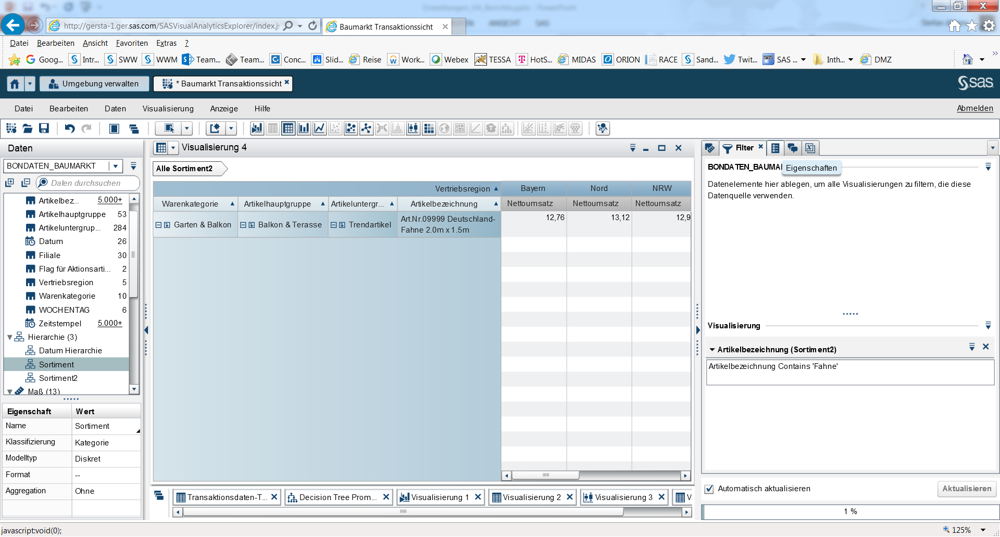 http://gersta-1.ger.sas.com/SASVisualAnalyticsExplorer/index.js
Baumarkt Transaktionssicht
Datei Bearbeiten Ansicht Favoriten Extras ?
Goog... Intr... SWW WWM Team... Team... Conc... Slid... Reise Work... Webex TESSA HotS... MIDAS ORION RACE Sand... Twit... SAS ... Inth... DMZ
Umgebung verwalten
* Baumarkt Transaktionssicht
sas
Datei Bearbeiten Daten Visualisierung Anzeige Hilfe
Abmelden
Daten
BONDATEN_BAUMARKT
Daten durchsuchen
Artikelbez... 5.000+
Artikelhauptgruppe 53
Artikeluntergrup... 284
Datum 26
Filiale 30
Flag für Aktionsarti... 2
Vertriebsregion 5
Warenkategorie 10
WOCHENTAG 6
Zeitstempel 5.000+
Hierarchie (3)
Datum Hierarchie
Sortiment
Sortiment2
Maß (13)
Eigenschaft Wert
Name Sortiment
Klassifizierung Kategorie
Modelltyp Diskret
Format --
Aggregation Ohne
Visualisierung 4
Alle Sortiment2
Vertriebsregion Bayern Nord NRW
Warenkategorie Artikelhauptgruppe Artikeluntergr... Artikelbezeichnung Nettoumsatz Nettoumsatz Nettoumsatz
Garten & Balkon Balkon & Terasse Trendartikel Art.Nr.09999 Deutschland-
Fahne 2.0m x 1.5m
12,76 13,12 12,9
Transaktionsdaten-T... Decision Tree Prom... Visualisierung 1 Visualisierung 2 Visualisierung 3 V
Filter
BONDATEN_BAUMA
Eigenschaften
Datenelemente hier ablegen, um alle Visualisierungen zu filtern, die diese
Datenquelle verwenden.
Visualisierung
Artikelbezeichnung (Sortiment2)
Artikelbezeichnung Contains 'Fahne'
Automatisch aktualisieren
Aktualisieren
1 %
javascript:void(0);
125%